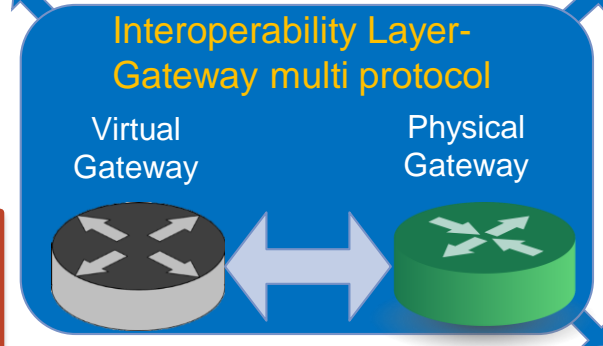 Interoperability Layer-
Gateway multi protocol
Virtual
Gateway
Physical
Gateway